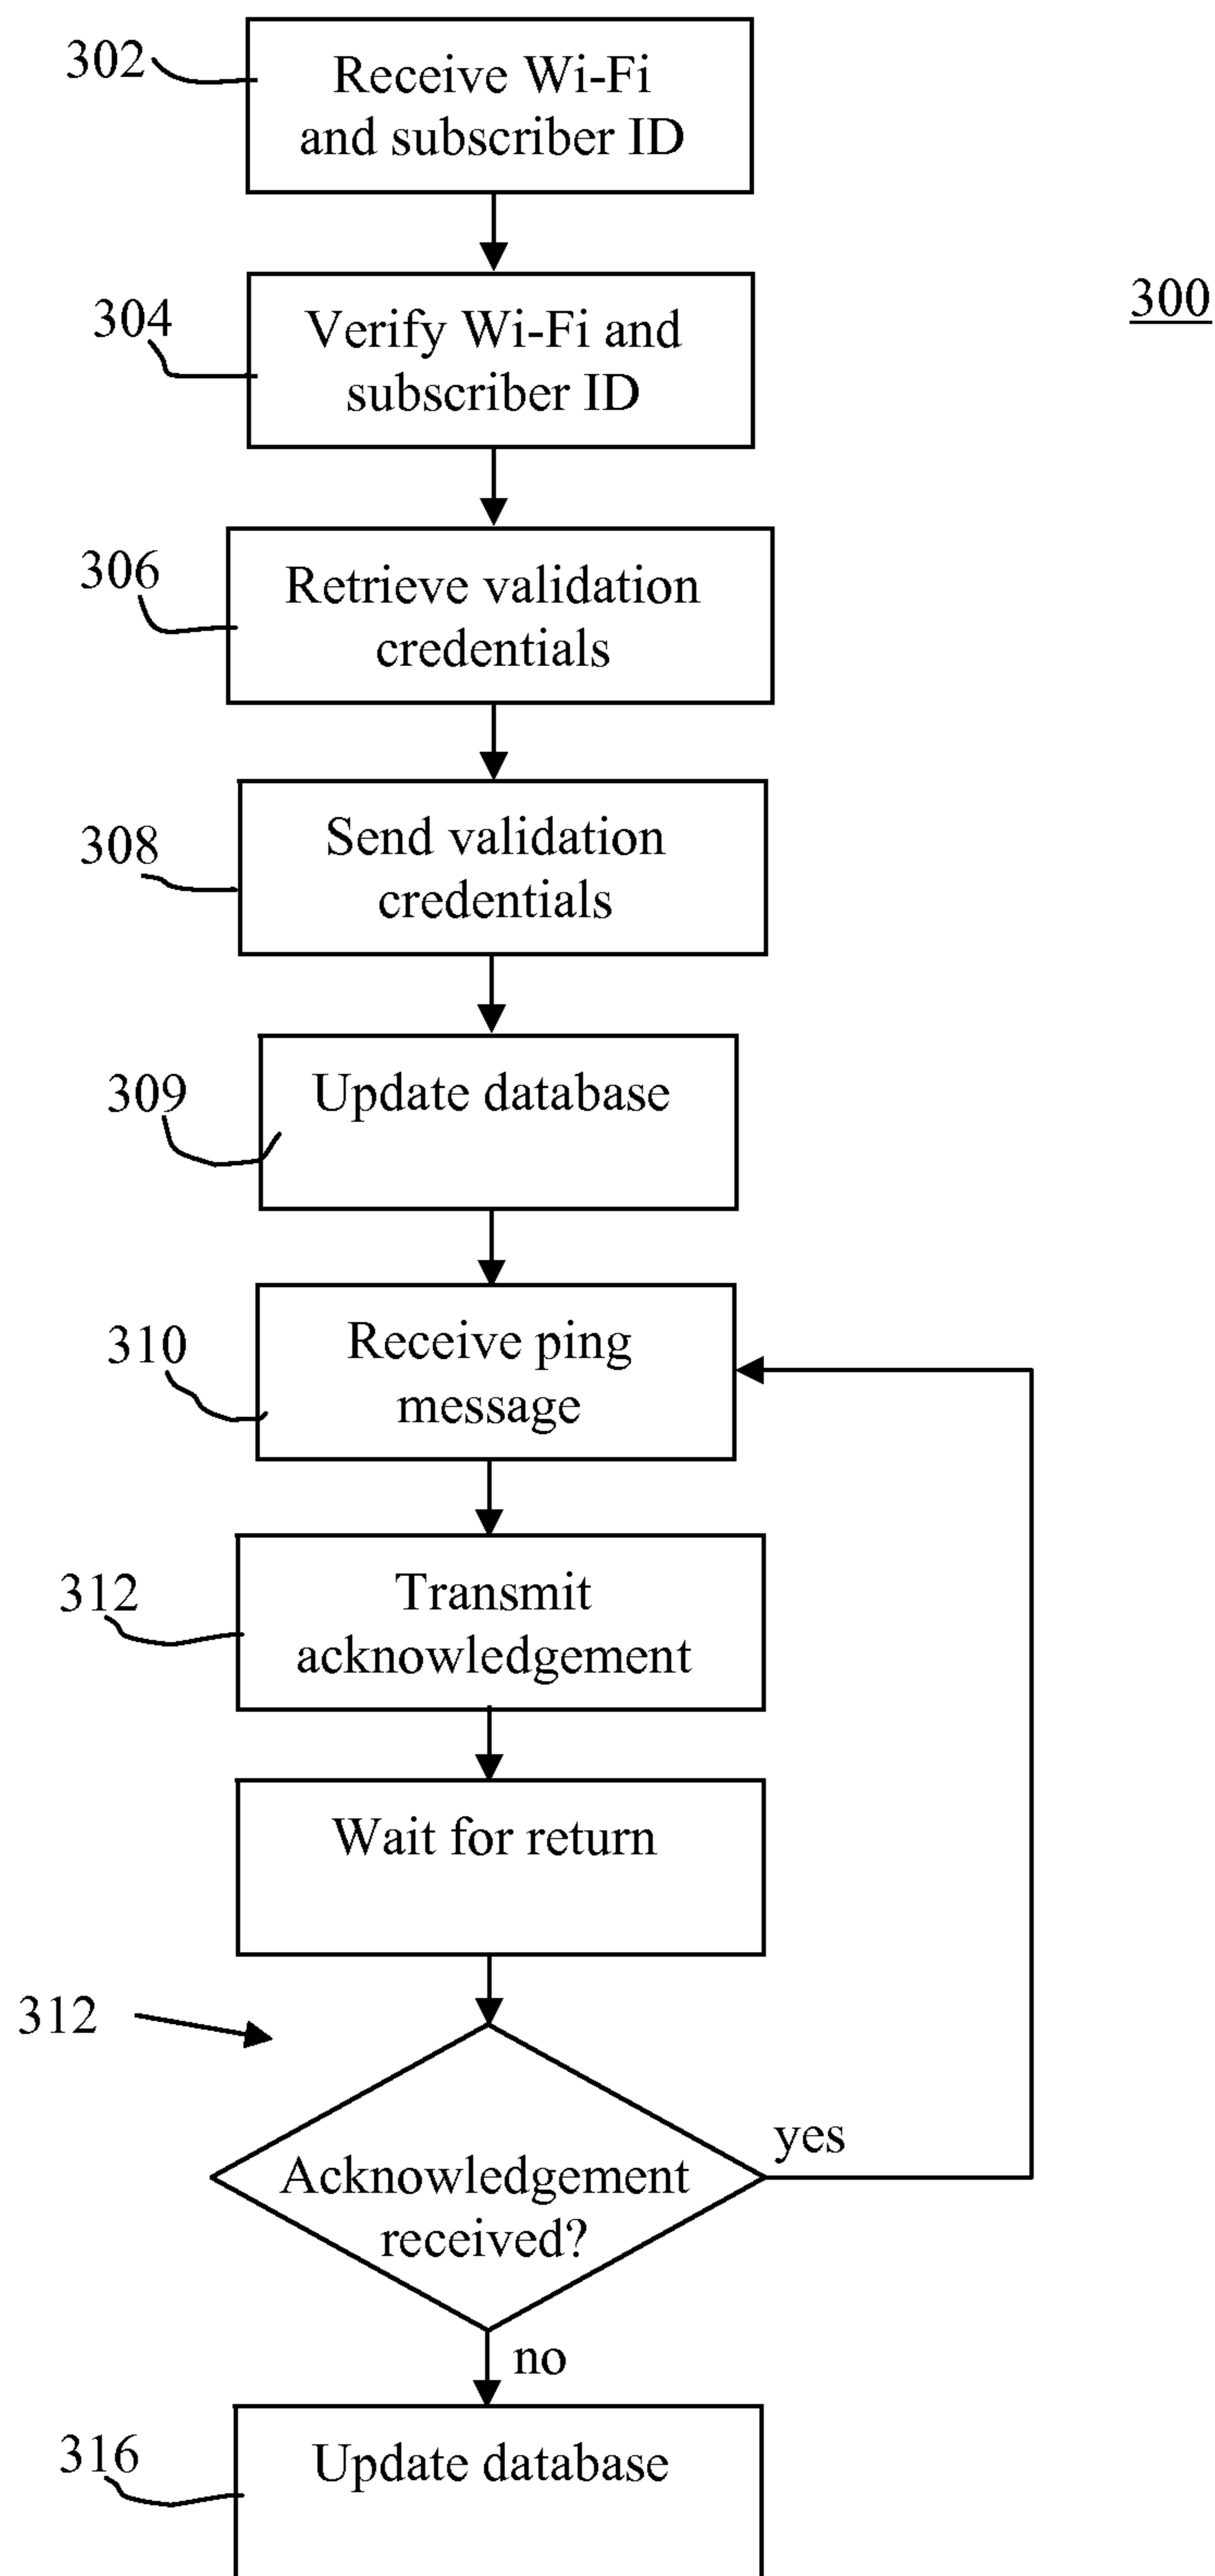 302
Receive Wi-Fi
and subscriber ID
300
304
Verify Wi-Fi and
subscriber ID
306
Retrieve validation
credentials
308
Send validation
credentials
309
Update database
310
Receive ping
message
312
Transmit
acknowledgement
Wait for return
312
yes
Acknowledgement
received?
no
316
Update database